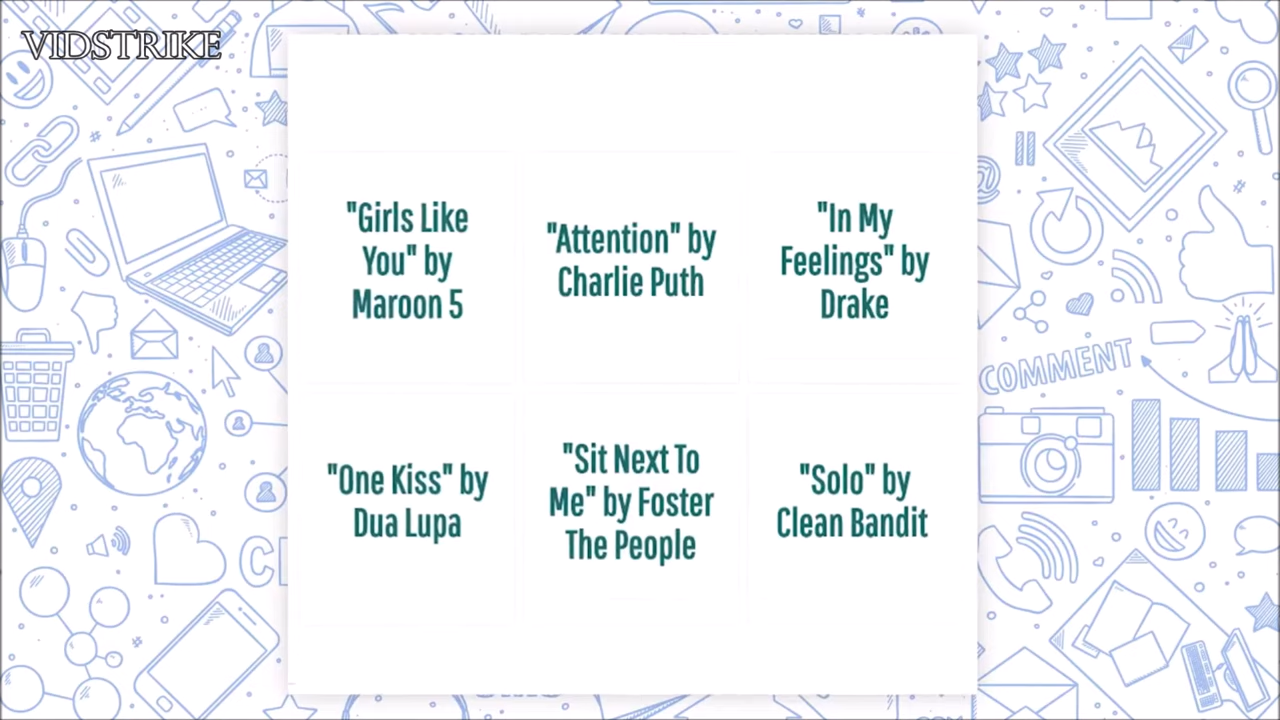 VIDSTRIKE
"Girls Like
You" by
Maroon 5
"Attention" by
Charlie Puth
"In My
Feelings" by
Drake
"One Kiss" by
Dua Lupa
"Sit Next To
Me" by Foster
The People
"Solo" by
Clean Bandit
COMMENT